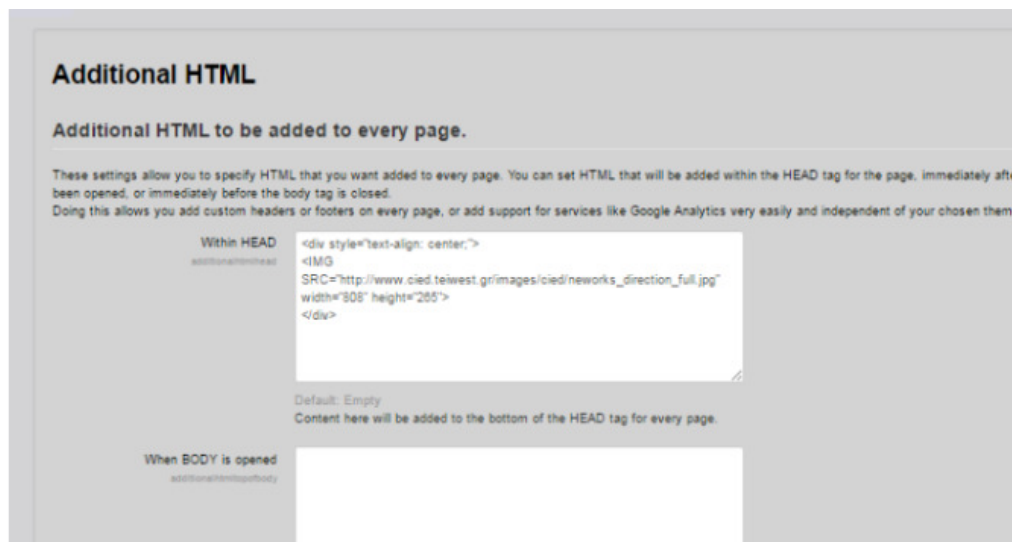 Additional HTML
Additional HTML to be added to every page.
These settings allow you to specify HTML that you want added to every page. You can set HTML that will be added within the HEAD tag for the page, immediately afte
been opened, or immediately before the body tag is closed.
Doing this allows you add custom headers or footers on every page, or add support for services like Google Analytics very easily and independent of your chosen them
Within HEAD
additionalhtmlhead
<div style="text-align: center;">
<IMG
SRC="http://www.cied.teiwest.gr/images/cied/neworks_direction_full.jpg"
width="808" height="265">
</div>
Default: Empty
Content here will be added to the bottom of the HEAD tag for every page.
When BODY is opened
additionalhtmltopofbody